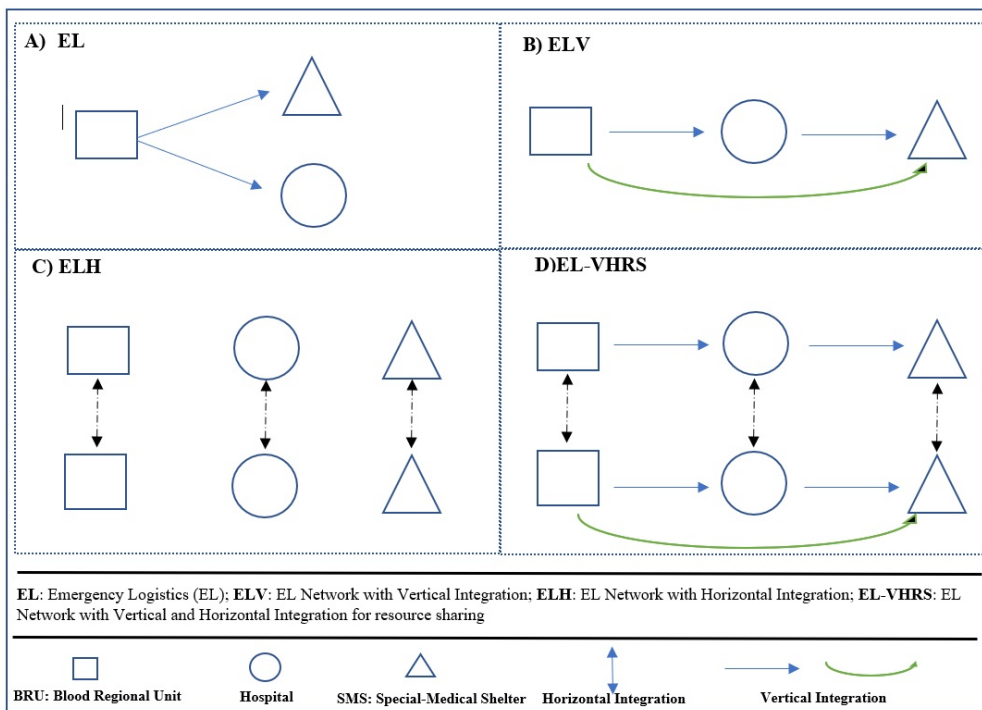 A) EL
B) ELV
C) ELH
D)EL-VHRS
EL: Emergency Logistics (EL); ELV: EL Network with Vertical Integration; ELH: EL Network with Horizontal Integration; EL-VHRS: EL
Network with Vertical and Horizontal Integration for resource sharing
BRU: Blood Regional Unit
Hospital
SMS: Special-Medical Shelter
Horizontal Integration
Vertical Integration